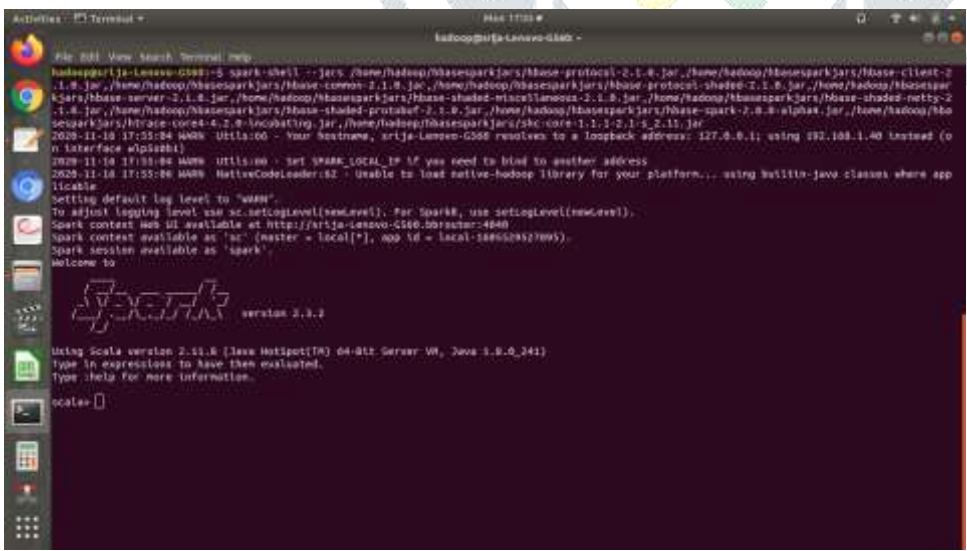 Activities Terminal
Mon 17:55
hadoop@srija-Lenovo-G560: ~
File Edit View Search Terminal Help
hadoop@srija-Lenovo-G560:~$ spark-shell --jars /home/hadoop/hbasesparkjars/hbase-protocol-2.1.0.jar,/home/hadoop/hbasesparkjars/hbase-client-2
.1.0.jar,/home/hadoop/hbasesparkjars/hbase-common-2.1.0.jar,/home/hadoop/hbasesparkjars/hbase-protocol-shaded-2.1.0.jar,/home/hadoop/hbasespar
kjars/hbase-server-2.1.0.jar,/home/hadoop/hbasesparkjars/hbase-shaded-miscellaneous-2.1.0.jar,/home/hadoop/hbasesparkjars/hbase-shaded-netty-2
.1.0.jar,/home/hadoop/hbasesparkjars/hbase-shaded-protobuf-2.1.0.jar,/home/hadoop/hbasesparkjars/hbase-spark-2.0.0-alpha4.jar,/home/hadoop/hba
sesparkjars/htrace-core4-4.2.0-incubating.jar,/home/hadoop/hbasesparkjars/shc-core-1.1.1-2.1-s_2.11.jar
2020-11-16 17:55:04 WARN Utils:66 - Your hostname, srija-Lenovo-G560 resolves to a loopback address: 127.0.0.1; using 192.168.1.40 instead (o
n interface wlp5s0b1)
2020-11-16 17:55:04 WARN Utils:66 - Set SPARK_LOCAL_IP if you need to bind to another address
2020-11-16 17:55:06 WARN NativeCodeLoader:62 - Unable to load native-hadoop library for your platform... using builtin-java classes where app
licable
Setting default log level to "WARN".
To adjust logging level use sc.setLogLevel(newLevel). For SparkR, use setLogLevel(newLevel).
Spark context Web UI available at http://srija-Lenovo-G560.bbrouter:4040
Spark context available as 'sc' (master = local[*], app id = local-1605529527095).
Spark session available as 'spark'.
Welcome to
Spark version 2.3.2
Using Scala version 2.11.8 (Java HotSpot(TM) 64-Bit Server VM, Java 1.8.0_241)
Type in expressions to have them evaluated.
Type :help for more information.
scala>